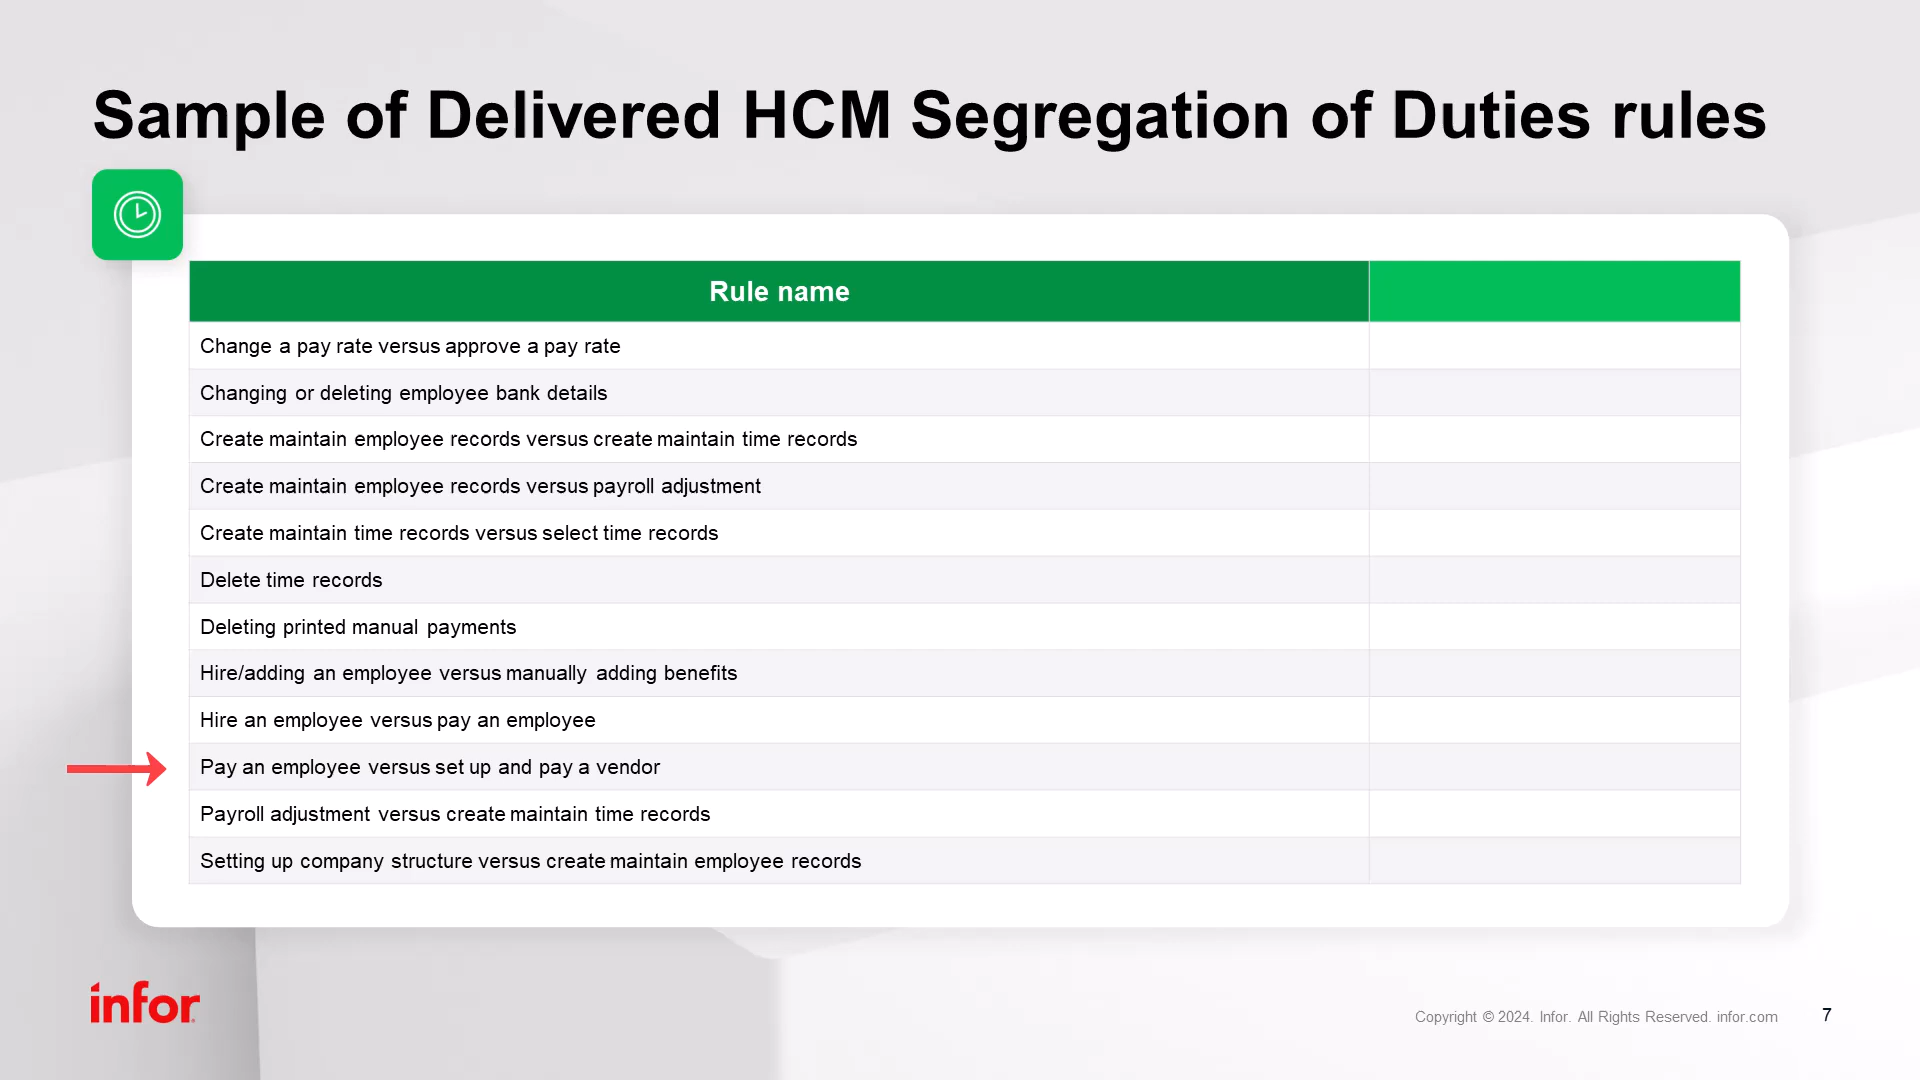 Sample of Delivered HCM Segregation of Duties rules
Rule name
Change a pay rate versus approve a pay rate
Changing or deleting employee bank details
Create maintain employee records versus create maintain time records
Create maintain employee records versus payroll adjustment
Create maintain time records versus select time records
Delete time records
Deleting printed manual payments
Hire/adding an employee versus manually adding benefits
Hire an employee versus pay an employee
Pay an employee versus set up and pay a vendor
Payroll adjustment versus create maintain time records
Setting up company structure versus create maintain employee records
infor
Copyright © 2024. Infor. All Rights Reserved. infor.com 7